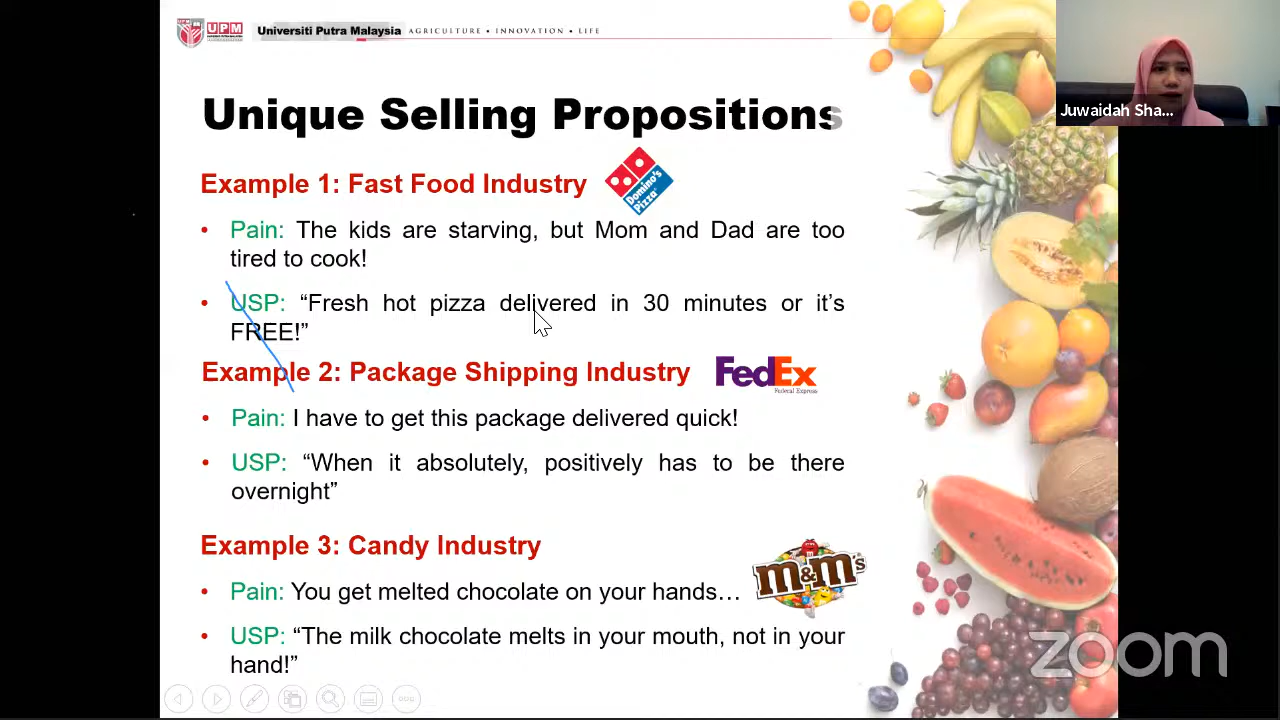 UPM
Universiti Putra Malaysia AGRICULTURE • INNOVATION • LIFE
Juwaidah Sha...
Unique Selling Propositions
Example 1: Fast Food Industry
Domino's Pizza
• Pain: The kids are starving, but Mom and Dad are too
tired to cook!
• USP: “Fresh hot pizza delivered in 30 minutes or it’s
FREE!”
Example 2: Package Shipping Industry
FedEx
Federal Express
• Pain: I have to get this package delivered quick!
• USP: “When it absolutely, positively has to be there
overnight”
Example 3: Candy Industry
m&m's
• Pain: You get melted chocolate on your hands…
• USP: “The milk chocolate melts in your mouth, not in your
hand!”
zoom